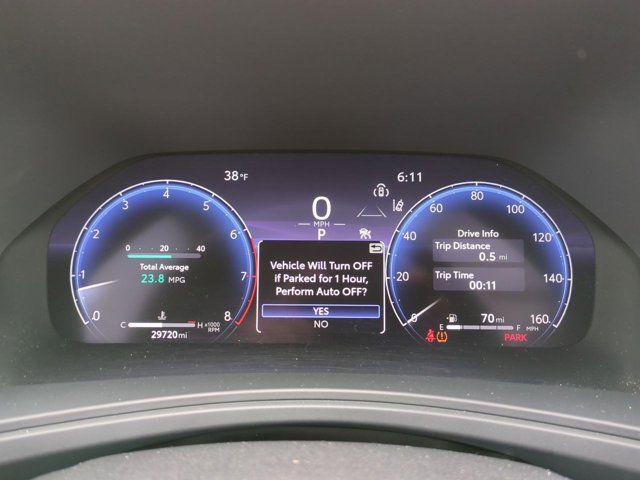 38°F
6:11
0
MPH
P
0 20 40
Total Average
23.8 MPG
0
1
2
3
4
5
6
7
8
x1000
RPM
C H
29720 mi
Vehicle Will Turn OFF
if Parked for 1 Hour,
Perform Auto OFF?
YES
NO
0
20
40
60
80
100
120
140
160
MPH
Drive Info
Trip Distance
0.5 mi
Trip Time
00:11
E F
70 mi
PARK